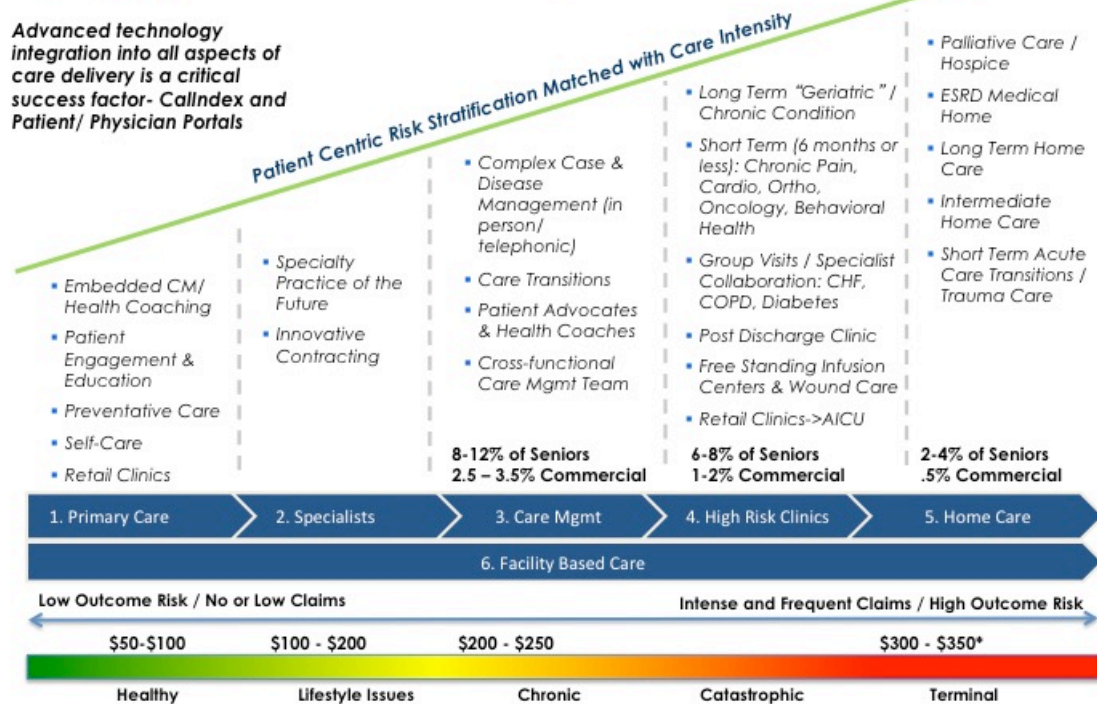 Advanced technology
integration into all aspects of
care delivery is a critical
success factor- CalIndex and
Patient/ Physician Portals
Patient Centric Risk Stratification Matched with Care Intensity
▪ Embedded CM/
Health Coaching
▪ Patient
Engagement &
Education
▪ Preventative Care
▪ Self-Care
▪ Retail Clinics
▪ Specialty
Practice of the
Future
▪ Innovative
Contracting
▪ Complex Case &
Disease
Management (in
person/
telephonic)
▪ Care Transitions
▪ Patient Advocates
& Health Coaches
▪ Cross-functional
Care Mgmt Team
8-12% of Seniors
2.5 – 3.5% Commercial
▪ Long Term “Geriatric” /
Chronic Condition
▪ Short Term (6 months or
less): Chronic Pain,
Cardio, Ortho,
Oncology, Behavioral
Health
▪ Group Visits / Specialist
Collaboration: CHF,
COPD, Diabetes
▪ Post Discharge Clinic
▪ Free Standing Infusion
Centers & Wound Care
▪ Retail Clinics->AICU
6-8% of Seniors
1-2% Commercial
▪ Palliative Care /
Hospice
▪ ESRD Medical
Home
▪ Long Term Home
Care
▪ Intermediate
Home Care
▪ Short Term Acute
Care Transitions /
Trauma Care
2-4% of Seniors
.5% Commercial
1. Primary Care
2. Specialists
3. Care Mgmt
4. High Risk Clinics
5. Home Care
6. Facility Based Care
Low Outcome Risk / No or Low Claims
Intense and Frequent Claims / High Outcome Risk
$50-$100
$100 - $200
$200 - $250
$300 - $350*
Healthy
Lifestyle Issues
Chronic
Catastrophic
Terminal